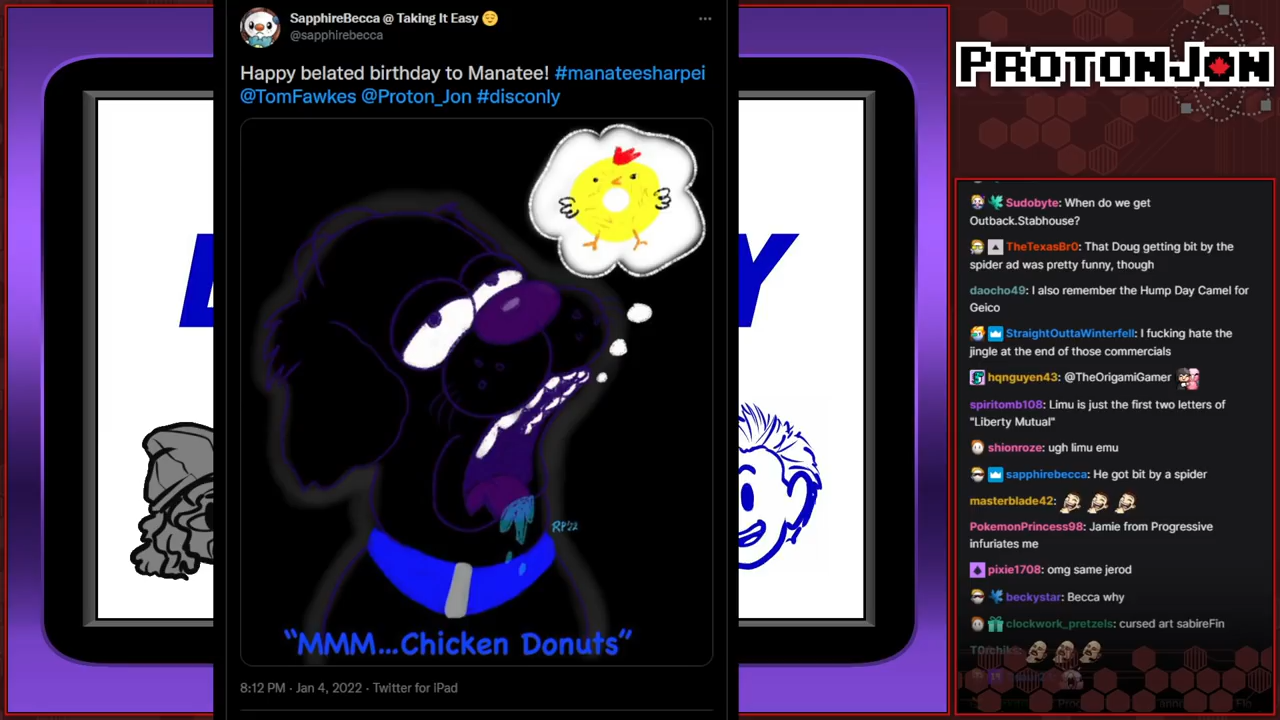 SapphireBecca @ Taking It Easy 😌
@sapphirebecca
Happy belated birthday to Manatee! #manateesharpei
@TomFawkes @Proton_Jon #disconly
RP'22
"MMM...Chicken Donuts"
8:12 PM · Jan 4, 2022 · Twitter for iPad
Y
PROTONJON
Sudobyte: When do we get
Outback.Stabhouse?
TheTexasBr0: That Doug getting bit by the
spider ad was pretty funny, though
daocho49: I also remember the Hump Day Camel for
Geico
StraightOuttaWinterfell: I fucking hate the
jingle at the end of those commercials
hqnguyen43: @TheOrigamiGamer
spiritomb108: Limu is just the first two letters of
"Liberty Mutual"
shionroze: ugh limu emu
sapphirebecca: He got bit by a spider
masterblade42:
PokemonPrincess98: Jamie from Progressive
infuriates me
pixie1708: omg same jerod
beckystar: Becca why
clockwork_pretzels: cursed art sabireFin